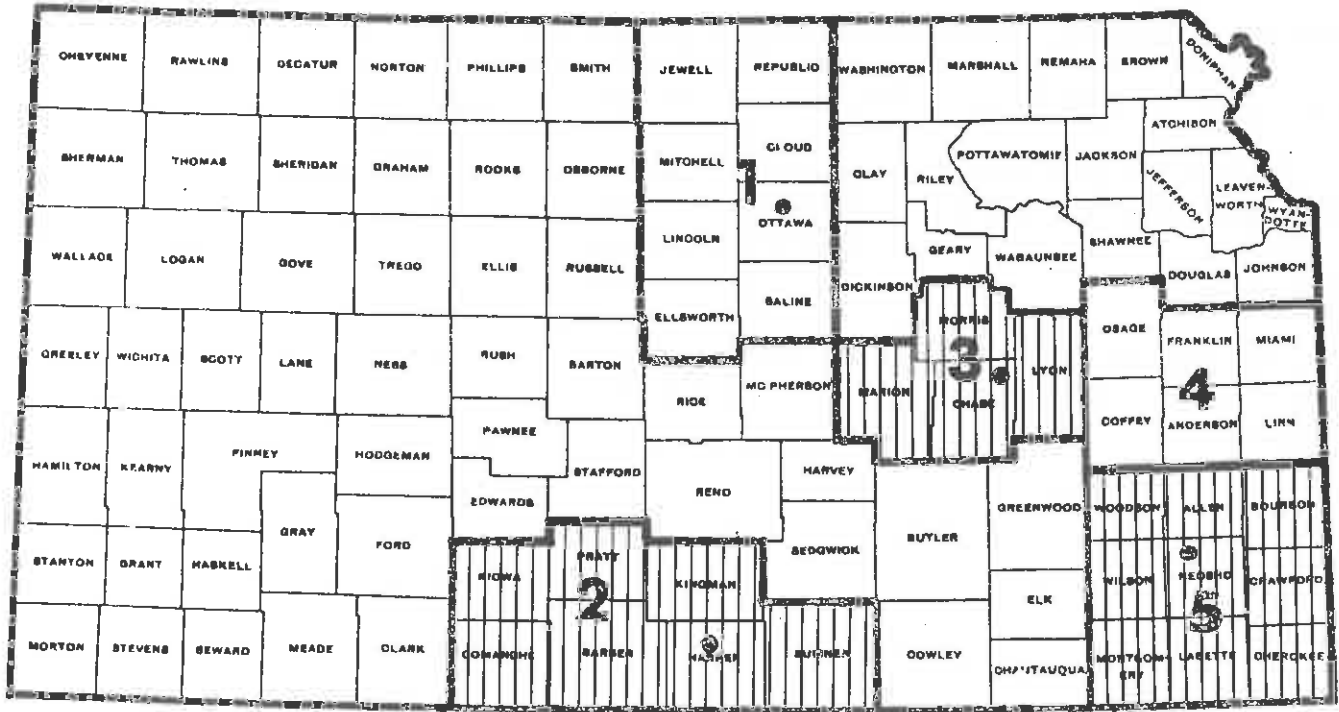 CHEYENNE RAWLINS DECATUR NORTON PHILLIPS SMITH JEWELL REPUBLIC WASHINGTON MARSHALL NEMAHA BROWN DONIPHAN
SHERMAN THOMAS SHERIDAN GRAHAM ROOKS OSBORNE MITCHELL CLOUD CLAY RILEY POTTAWATOMIE JACKSON ATCHISON
1
JEFFERSON
LEAVEN-
WORTH
WYAN-
DOTTE
WALLACE LOGAN GOVE TREGO ELLIS RUSSELL LINCOLN OTTAWA GEARY WABAUNSEE SHAWNEE DOUGLAS JOHNSON
ELLSWORTH SALINE DICKINSON MORRIS OSAGE FRANKLIN MIAMI
GREELEY WICHITA SCOTT LANE NESS RUSH BARTON RICE MC PHERSON MARION 3 CHASE LYON
4
COFFEY ANDERSON LINN
HAMILTON KEARNY FINNEY HODGEMAN PAWNEE STAFFORD RENO HARVEY
EDWARDS GREENWOOD WOODSON ALLEN BOURBON
GRAY FORD SEDGWICK BUTLER
STANTON GRANT HASKELL KIOWA PRATT KINGMAN WILSON NEOSHO CRAWFORD
2
ELK
5
MORTON STEVENS SEWARD MEADE CLARK COMANCHE BARBER HARPER SUMNER COWLEY CHAUTAUQUA
MONTGOM-
ERY
LABETTE CHEROKEE